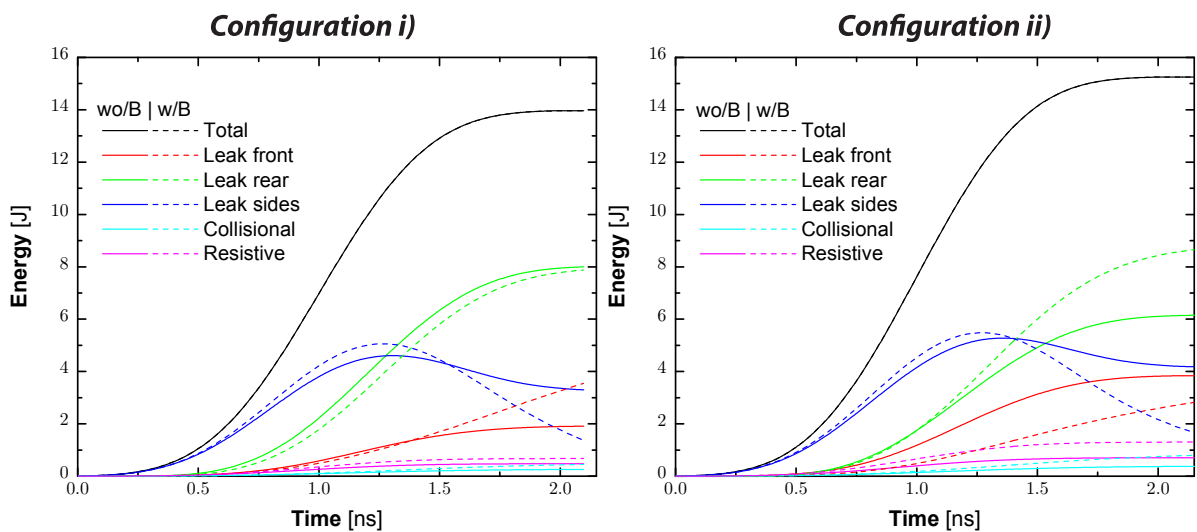 Configuration i)
16
14
12
10
8
6
4
2
0
Energy [J]
wo/B | w/B
Total
Leak front
Leak rear
Leak sides
Collisional
Resistive
0.0 0.5 1.0 1.5 2.0
Time [ns]
Configuration ii)
16
14
12
10
8
6
4
2
0
Energy [J]
wo/B | w/B
Total
Leak front
Leak rear
Leak sides
Collisional
Resistive
0.0 0.5 1.0 1.5 2.0
Time [ns]